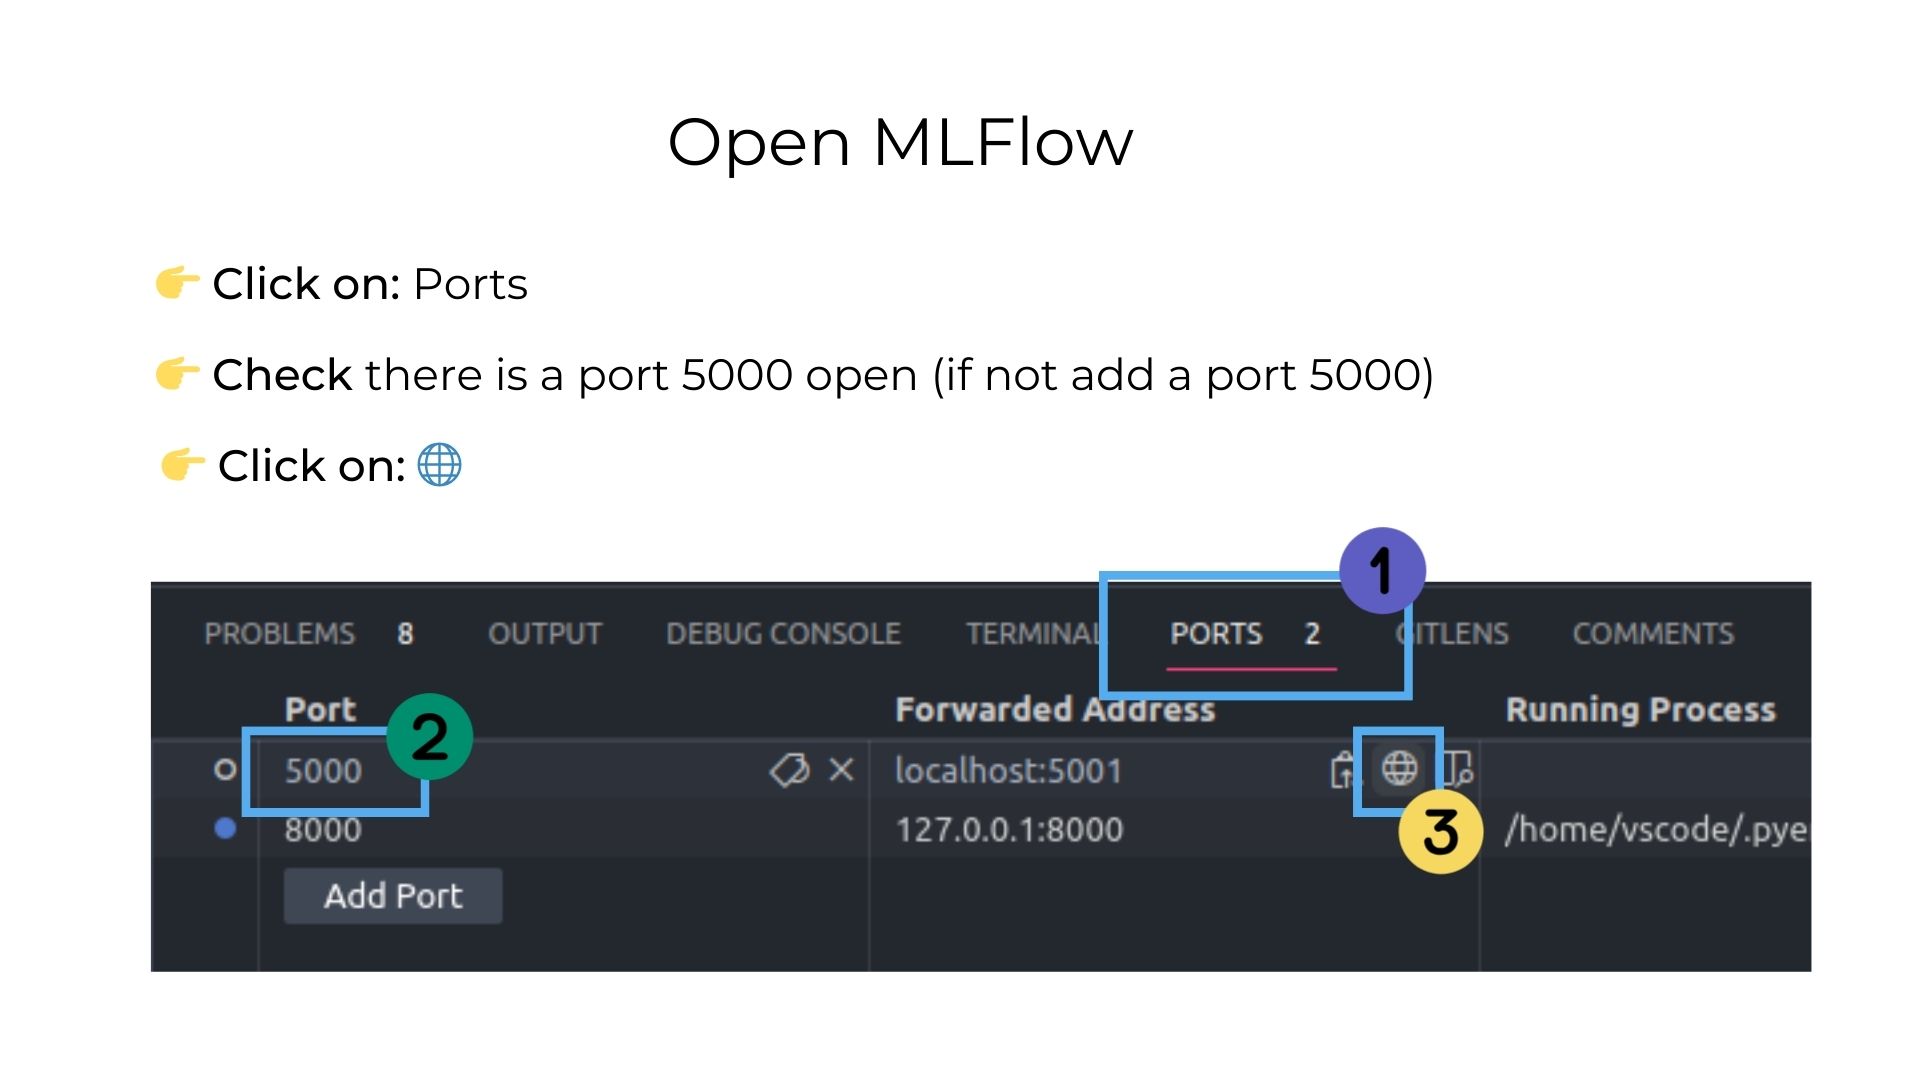 Open MLFlow
👉 Click on: Ports
👉 Check there is a port 5000 open (if not add a port 5000)
👉 Click on: 🌐
1
PROBLEMS 8 OUTPUT DEBUG CONSOLE TERMINAL PORTS 2 GITLENS COMMENTS
Port 2 Forwarded Address Running Process
5000 localhost:5001
8000 127.0.0.1:8000 3 /home/vscode/.pye
Add Port